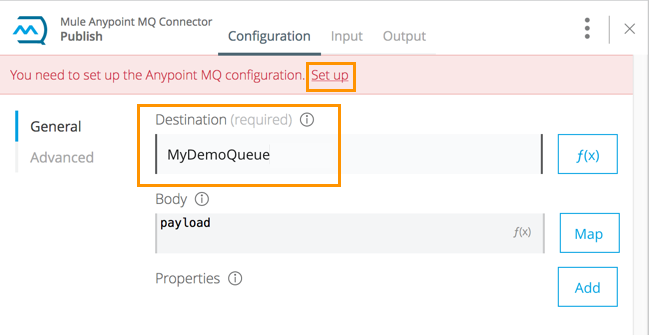 Mule Anypoint MQ Connector
Publish
Configuration Input Output
You need to set up the Anypoint MQ configuration. Set up
General
Advanced
Destination (required)
MyDemoQueue
f(x)
Body
payload
f(x)
Map
Properties
Add